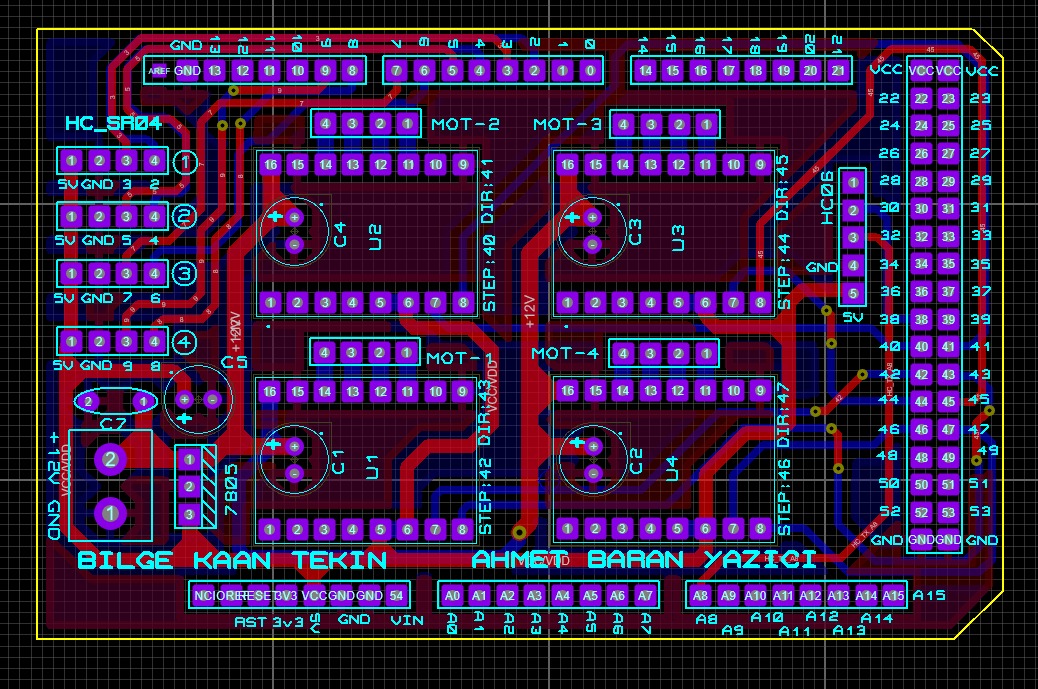 GND 13 12 11 10 9 8 7 6 5 4 3 2 1 0 14 15 16 17 18 19 20 21
AREF GND 13 12 11 10 9 8
7 6 5 4 3 2 1 0
14 15 16 17 18 19 20 21
VCC VCC VCC VCC
22 22 23 23
24 24 25 25
26 26 27 27
28 28 29 29
30 30 31 31
32 32 33 33
34 34 35 35
36 36 37 37
38 38 39 39
40 40 41 41
42 42 43 43
44 44 45 45
46 46 47 47
48 48 49 49
50 50 51 51
52 52 53 53
GND GND GND GND
HC_SR04
1 2 3 4 1
5V GND 3 2
1 2 3 4 2
5V GND 5 4
1 2 3 4 3
5V GND 7 6
1 2 3 4 4
5V GND 9 8
4 3 2 1 MOT-2
MOT-3 4 3 2 1
16 15 14 13 12 11 10 9
+ -
C4
U2
1 2 3 4 5 6 7 8
STEP:40 DIR:41
16 15 14 13 12 11 10 9
+ -
C3
U3
1 2 3 4 5 6 7 8
STEP:44 DIR:45
HC06
1
2
3
GND 4
5
5V
+12V
4 3 2 1 MOT-1
MOT-4 4 3 2 1
16 15 14 13 12 11 10 9
+ -
C1
U1
1 2 3 4 5 6 7 8
STEP:42 DIR:43
16 15 14 13 12 11 10 9
+ -
C2
U4
1 2 3 4 5 6 7 8
STEP:46 DIR:47
VCC/VDD
C5
+ -
2 1
C7
+12V GND
VCC/VDD
2
1
1
2
3
7805
BILGE KAAN TEKIN AHMET BARAN YAZICI
HC_TX_A8
3V3 VCC GND GND 54
A0 A1 A2 A3 A4 A5 A6 A7
A8 A9 A10 A11 A12 A13 A14 A15 A15
RST 3v3 5V GND VIN
A0 A1 A2 A3 A4 A5 A6 A7
A8 A9 A10 A11 A12 A13 A14